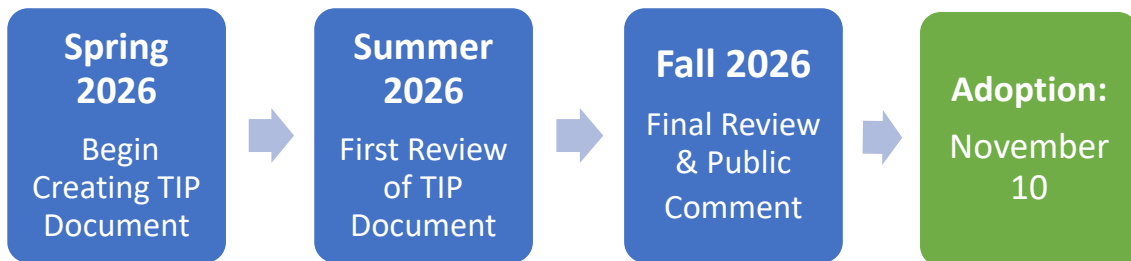 Spring
2026
Begin
Creating TIP
Document
Summer
2026
First Review
of TIP
Document
Fall 2026
Final Review
& Public
Comment
Adoption:
November
10